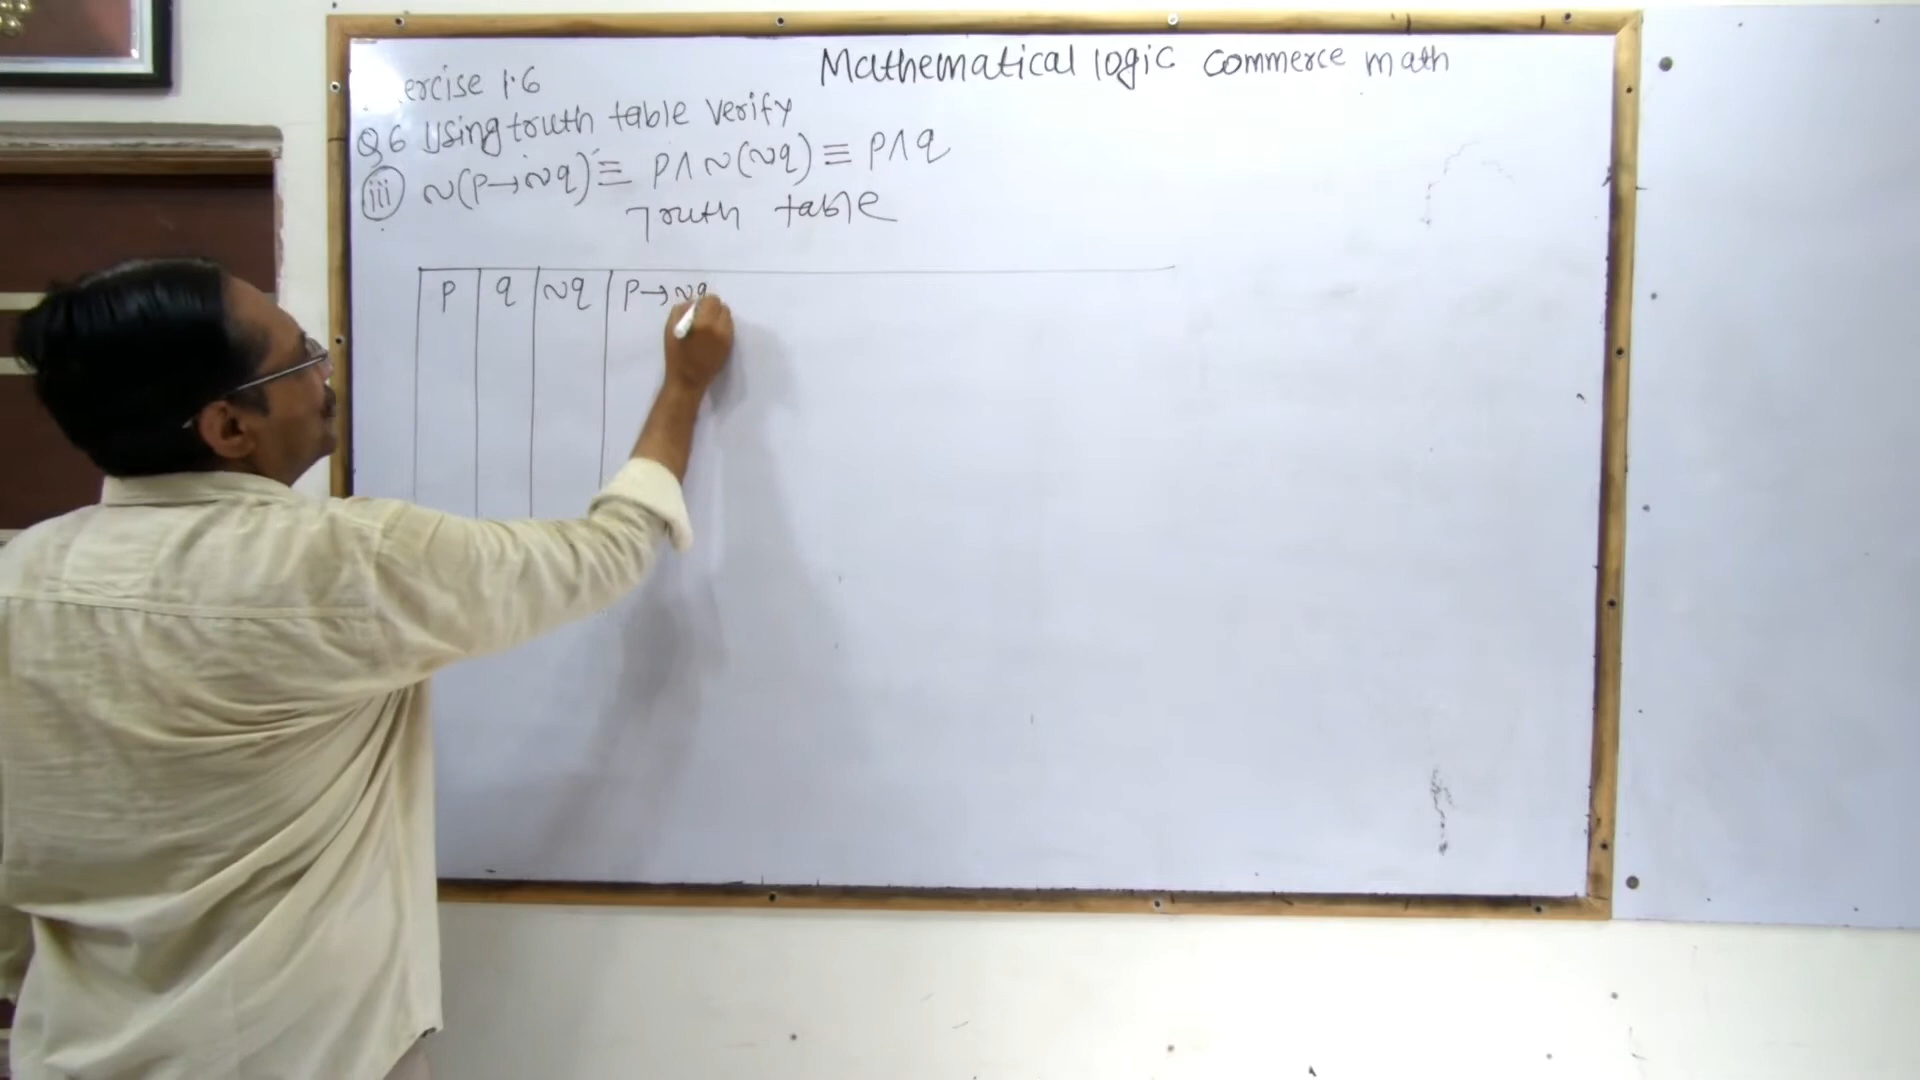 Mathematical logic commerce math
ercise 1.6
Q6 Using truth table verify
(iii) ~(p→~q) ≡ p∧~(~q) ≡ p∧q
Truth table
p q ~q p→~q